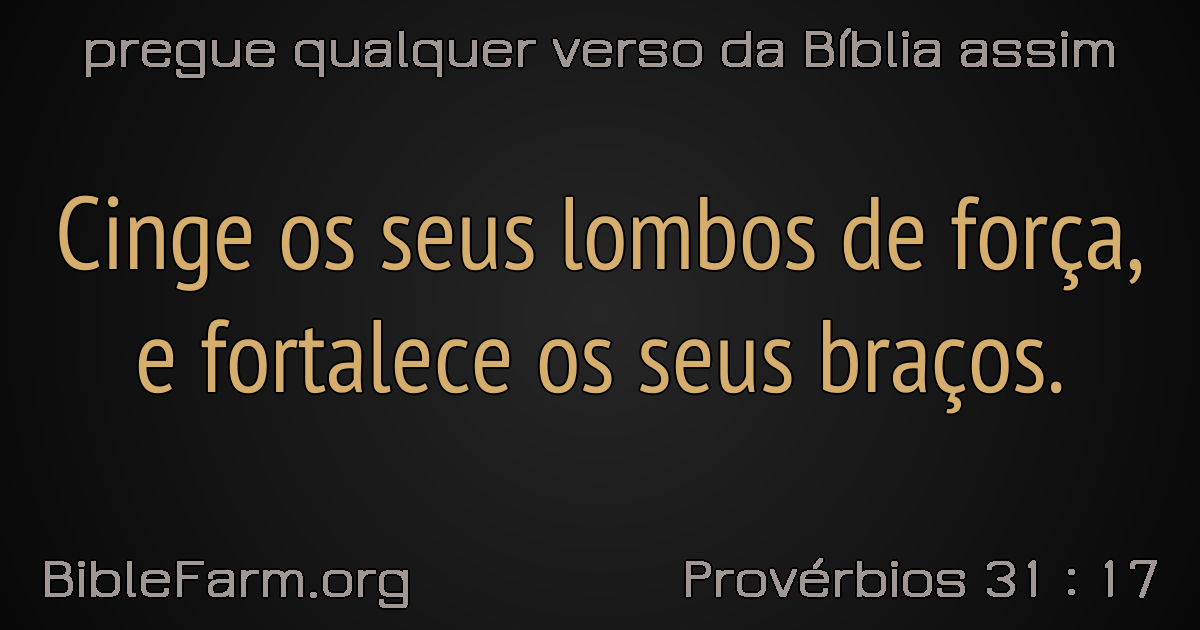 pregue qualquer verso da Bíblia assim
Cinge os seus lombos de força,
e fortalece os seus braços.
BibleFarm.org
Provérbios 31 : 17